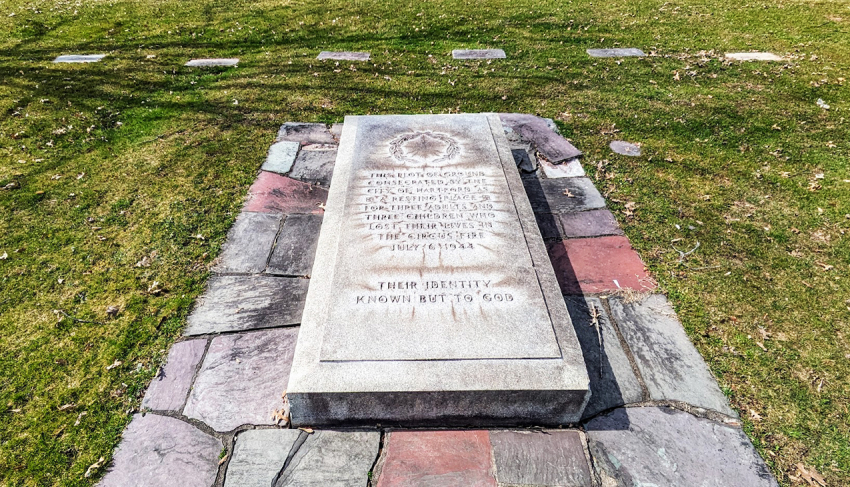 THIS PLOT OF GROUND
CONSECRATED BY THE
CITY OF HARTFORD AS
A RESTING PLACE
FOR THREE ADULTS AND
THREE CHILDREN WHO
LOST THEIR LIVES IN
THE CIRCUS FIRE
JULY 6 1944
THEIR IDENTITY
KNOWN BUT TO GOD